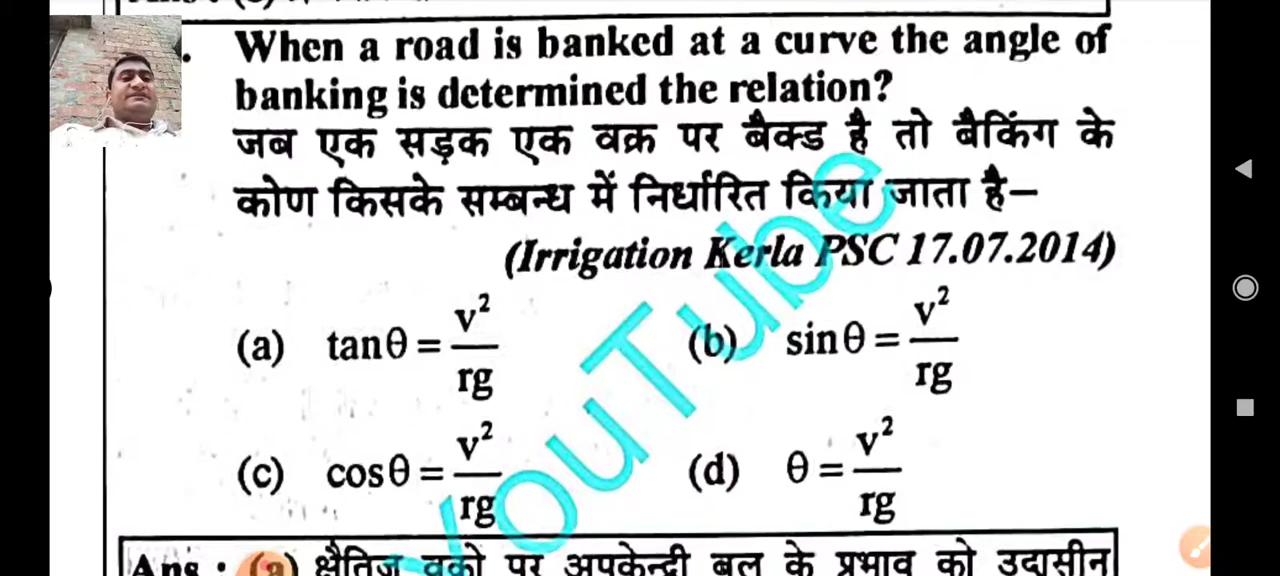 When a road is banked at a curve the angle of
banking is determined the relation?
जब एक सड़क एक वक्र पर बैक्ड है तो बैकिंग के
कोण किसके सम्बन्ध में निर्धारित किया जाता है–
(Irrigation Kerla PSC 17.07.2014)
(a) tanθ = v²/rg (b) sinθ = v²/rg
(c) cosθ = v²/rg (d) θ = v²/rg
Ans : (a) क्षैतिज वक्रो पर अपकेन्द्री बल के प्रभाव को उदासीन
YouTube